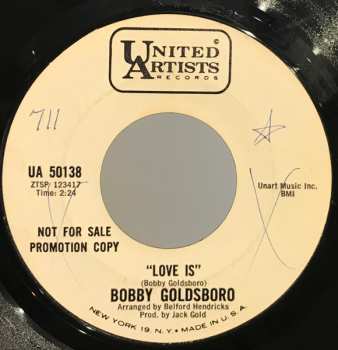 UNITED
ARTISTS
RECORDS
711
UA 50138
ZTSP 123417
Time: 2:24
Unart Music Inc.
BMI
NOT FOR SALE
PROMOTION COPY
"LOVE IS"
(Bobby Goldsboro)
BOBBY GOLDSBORO
Arranged by Belford Hendricks
Prod. by Jack Gold
NEW YORK 19, N.Y. • MADE IN U.S.A.